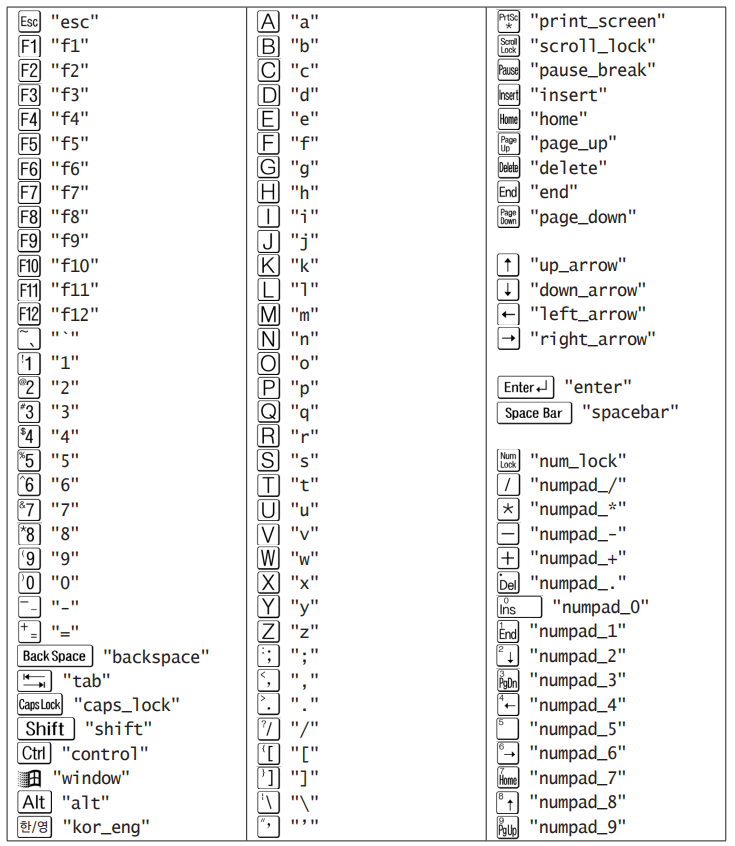 Esc "esc"
F1 "f1"
F2 "f2"
F3 "f3"
F4 "f4"
F5 "f5"
F6 "f6"
F7 "f7"
F8 "f8"
F9 "f9"
F10 "f10"
F11 "f11"
F12 "f12"
~ 、 "`"
! 1 "1"
@ 2 "2"
# 3 "3"
$ 4 "4"
% 5 "5"
^ 6 "6"
& 7 "7"
* 8 "8"
( 9 "9"
) 0 "0"
— - "-"
+ = "="
Back Space "backspace"
"tab"
Caps Lock "caps_lock"
Shift "shift"
Ctrl "control"
"window"
Alt "alt"
한/영 "kor_eng"
A "a"
B "b"
C "c"
D "d"
E "e"
F "f"
G "g"
H "h"
I "i"
J "j"
K "k"
L "l"
M "m"
N "n"
O "o"
P "p"
Q "q"
R "r"
S "s"
T "t"
U "u"
V "v"
W "w"
X "x"
Y "y"
Z "z"
: ; ";"
< , ","
> . "."
? / "/"
{ [ "["
} ] "]"
¦ \ "\"
" ’ "’"
PrtSc * "print_screen"
Scroll Lock "scroll_lock"
Pause "pause_break"
Insert "insert"
Home "home"
Page Up "page_up"
Delete "delete"
End "end"
Page Down "page_down"
↑ "up_arrow"
↓ "down_arrow"
← "left_arrow"
→ "right_arrow"
Enter ↵ "enter"
Space Bar "spacebar"
Num Lock "num_lock"
/ "numpad_/"
* "numpad_*"
− "numpad_-"
+ "numpad_+"
. Del "numpad_."
0 Ins "numpad_0"
1 End "numpad_1"
2 ↓ "numpad_2"
3 PgDn "numpad_3"
4 ← "numpad_4"
5 "numpad_5"
6 → "numpad_6"
7 Home "numpad_7"
8 ↑ "numpad_8"
9 PgUp "numpad_9"